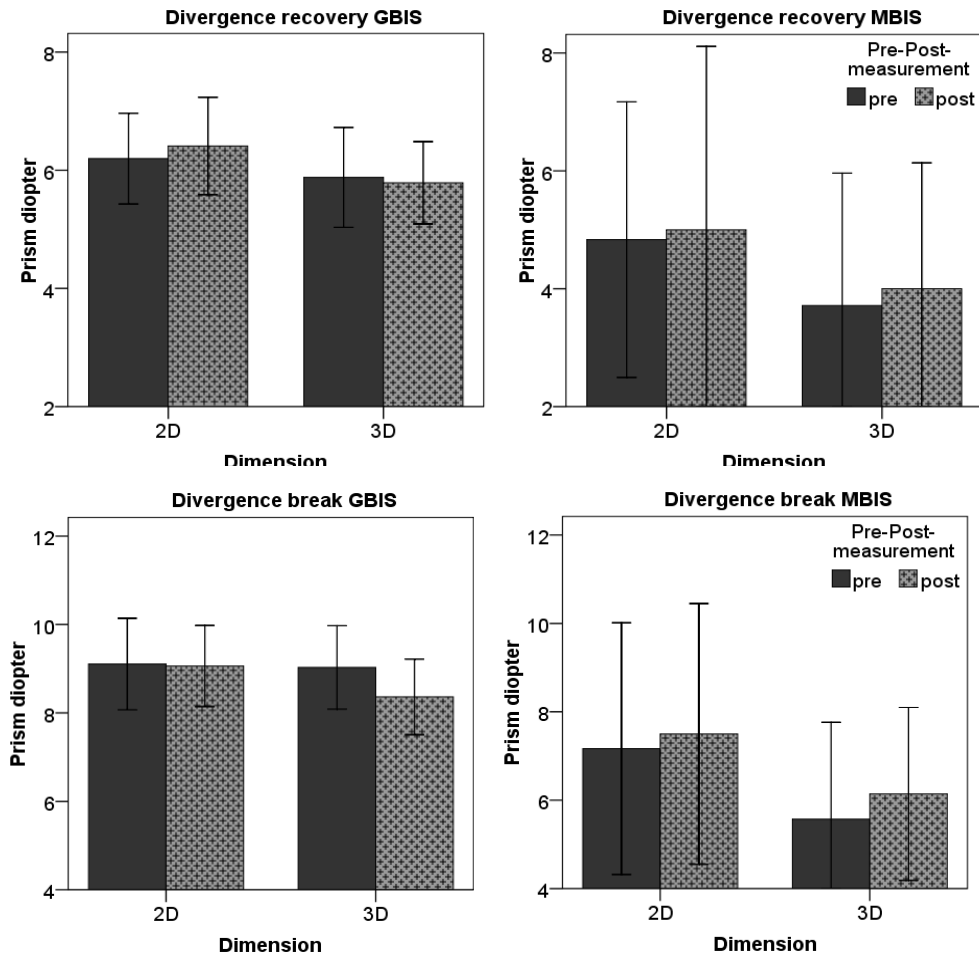 Divergence recovery GBIS
Prism diopter
8
6
4
2
2D 3D
Dimension
Divergence recovery MBIS
Pre-Post-
measurement
pre post
Prism diopter
8
6
4
2
2D 3D
Dimension
Divergence break GBIS
Prism diopter
12
10
8
6
4
2D 3D
Dimension
Divergence break MBIS
Pre-Post-
measurement
pre post
Prism diopter
12
10
8
6
4
2D 3D
Dimension